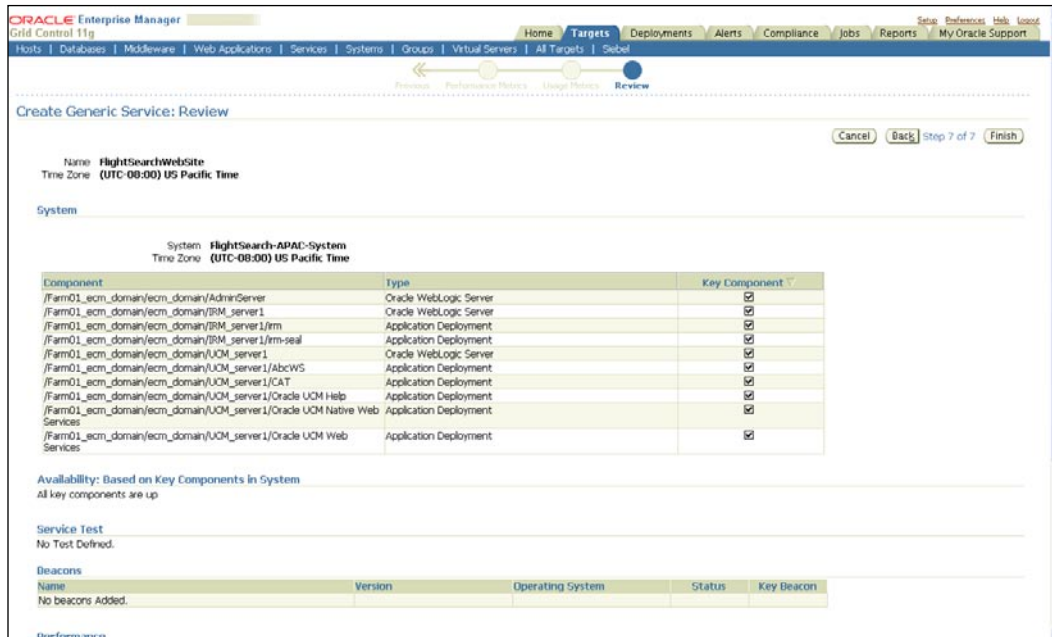 ORACLE Enterprise Manager
Grid Control 11g
Setup Preferences Help Logout
Home Targets Deployments Alerts Compliance Jobs Reports My Oracle Support
Hosts | Databases | Middleware | Web Applications | Services | Systems | Groups | Virtual Servers | All Targets | Siebel
Previous Performance Metrics Usage Metrics Review
Create Generic Service: Review
Cancel Back Step 7 of 7 Finish
Name FlightSearchWebSite
Time Zone (UTC-08:00) US Pacific Time
System
System FlightSearch-APAC-System
Time Zone (UTC-08:00) US Pacific Time
Component Type Key Component
/Farm01_ecm_domain/ecm_domain/AdminServer Oracle WebLogic Server
/Farm01_ecm_domain/ecm_domain/IRM_server1 Oracle WebLogic Server
/Farm01_ecm_domain/ecm_domain/IRM_server1/irm Application Deployment
/Farm01_ecm_domain/ecm_domain/IRM_server1/irm-seal Application Deployment
/Farm01_ecm_domain/ecm_domain/UCM_server1 Oracle WebLogic Server
/Farm01_ecm_domain/ecm_domain/UCM_server1/AbcWS Application Deployment
/Farm01_ecm_domain/ecm_domain/UCM_server1/CAT Application Deployment
/Farm01_ecm_domain/ecm_domain/UCM_server1/Oracle UCM Help Application Deployment
/Farm01_ecm_domain/ecm_domain/UCM_server1/Oracle UCM Native Web Application Deployment
Services
/Farm01_ecm_domain/ecm_domain/UCM_server1/Oracle UCM Web Application Deployment
Services
Availability: Based on Key Components in System
All key components are up
Service Test
No Test Defined.
Beacons
Name Version Operating System Status Key Beacon
No beacons Added.
Performance